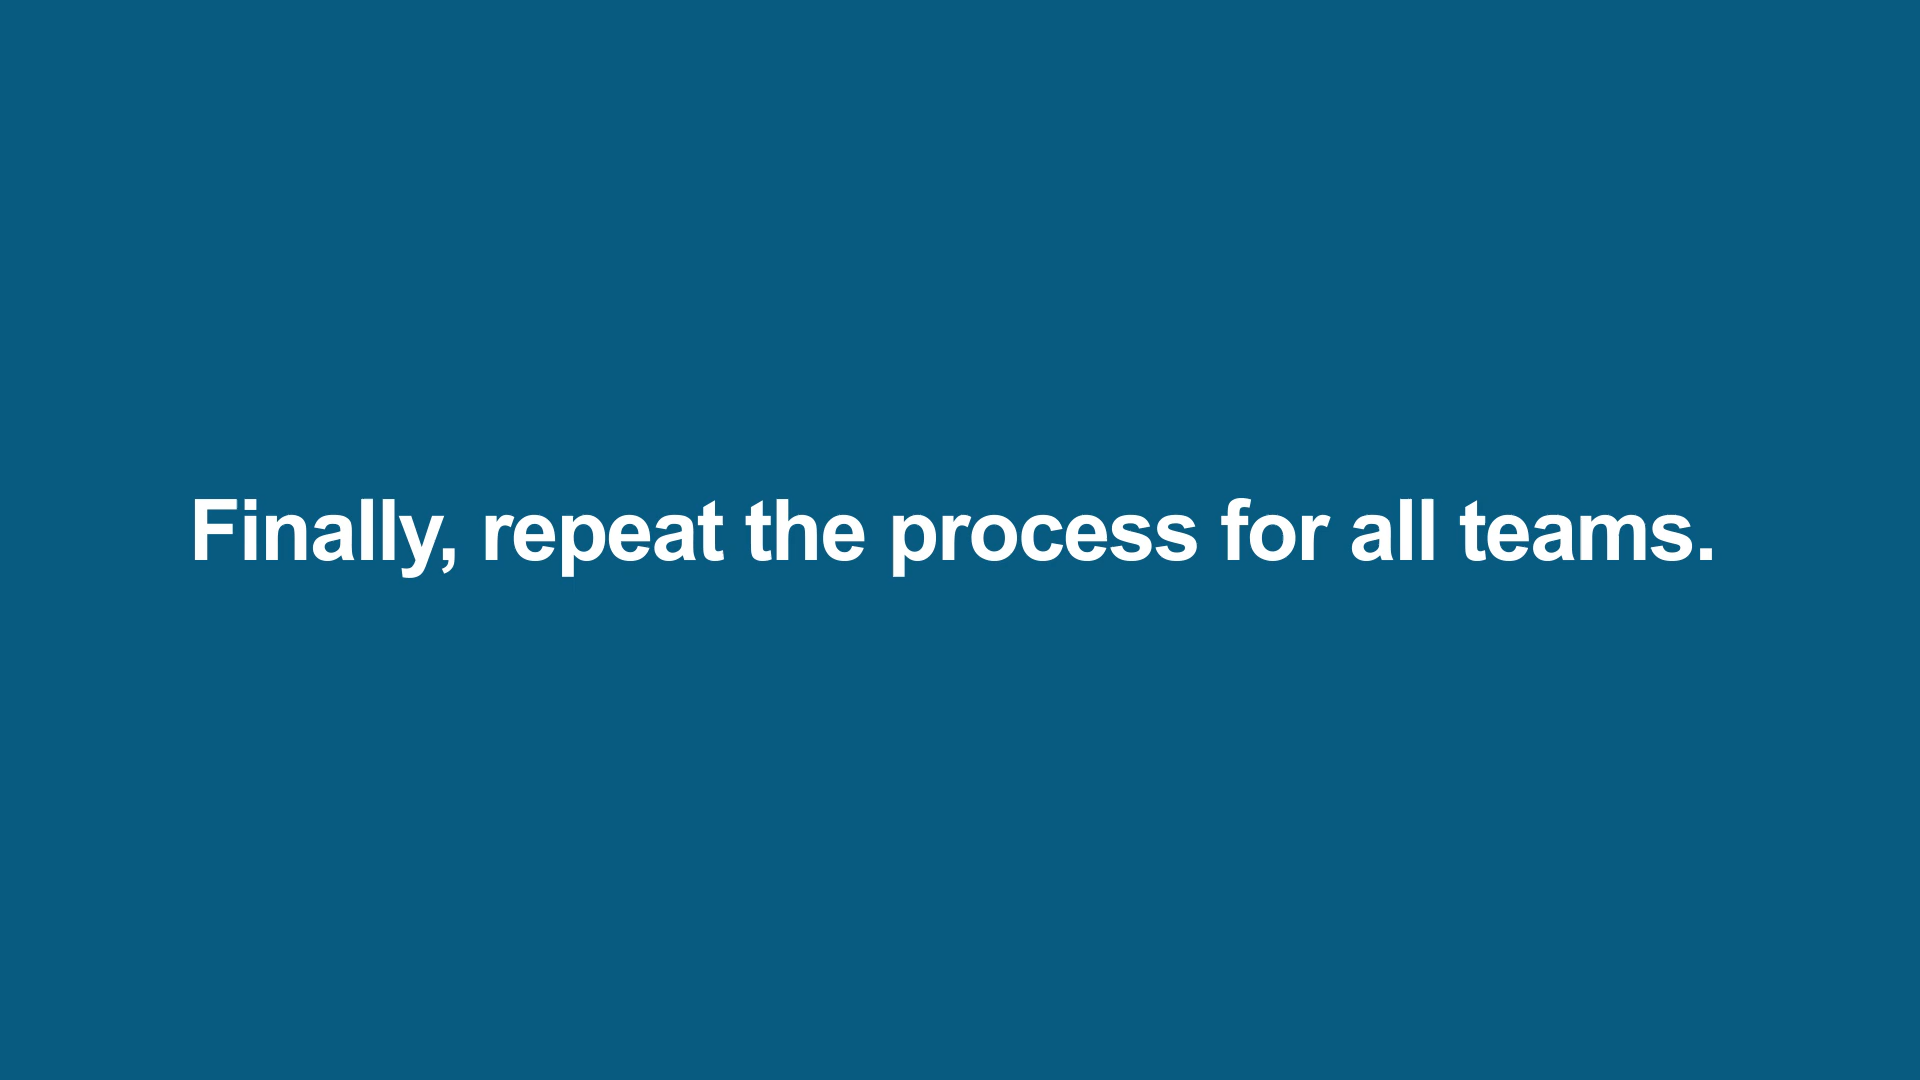 Finally, repeat the process for all teams.